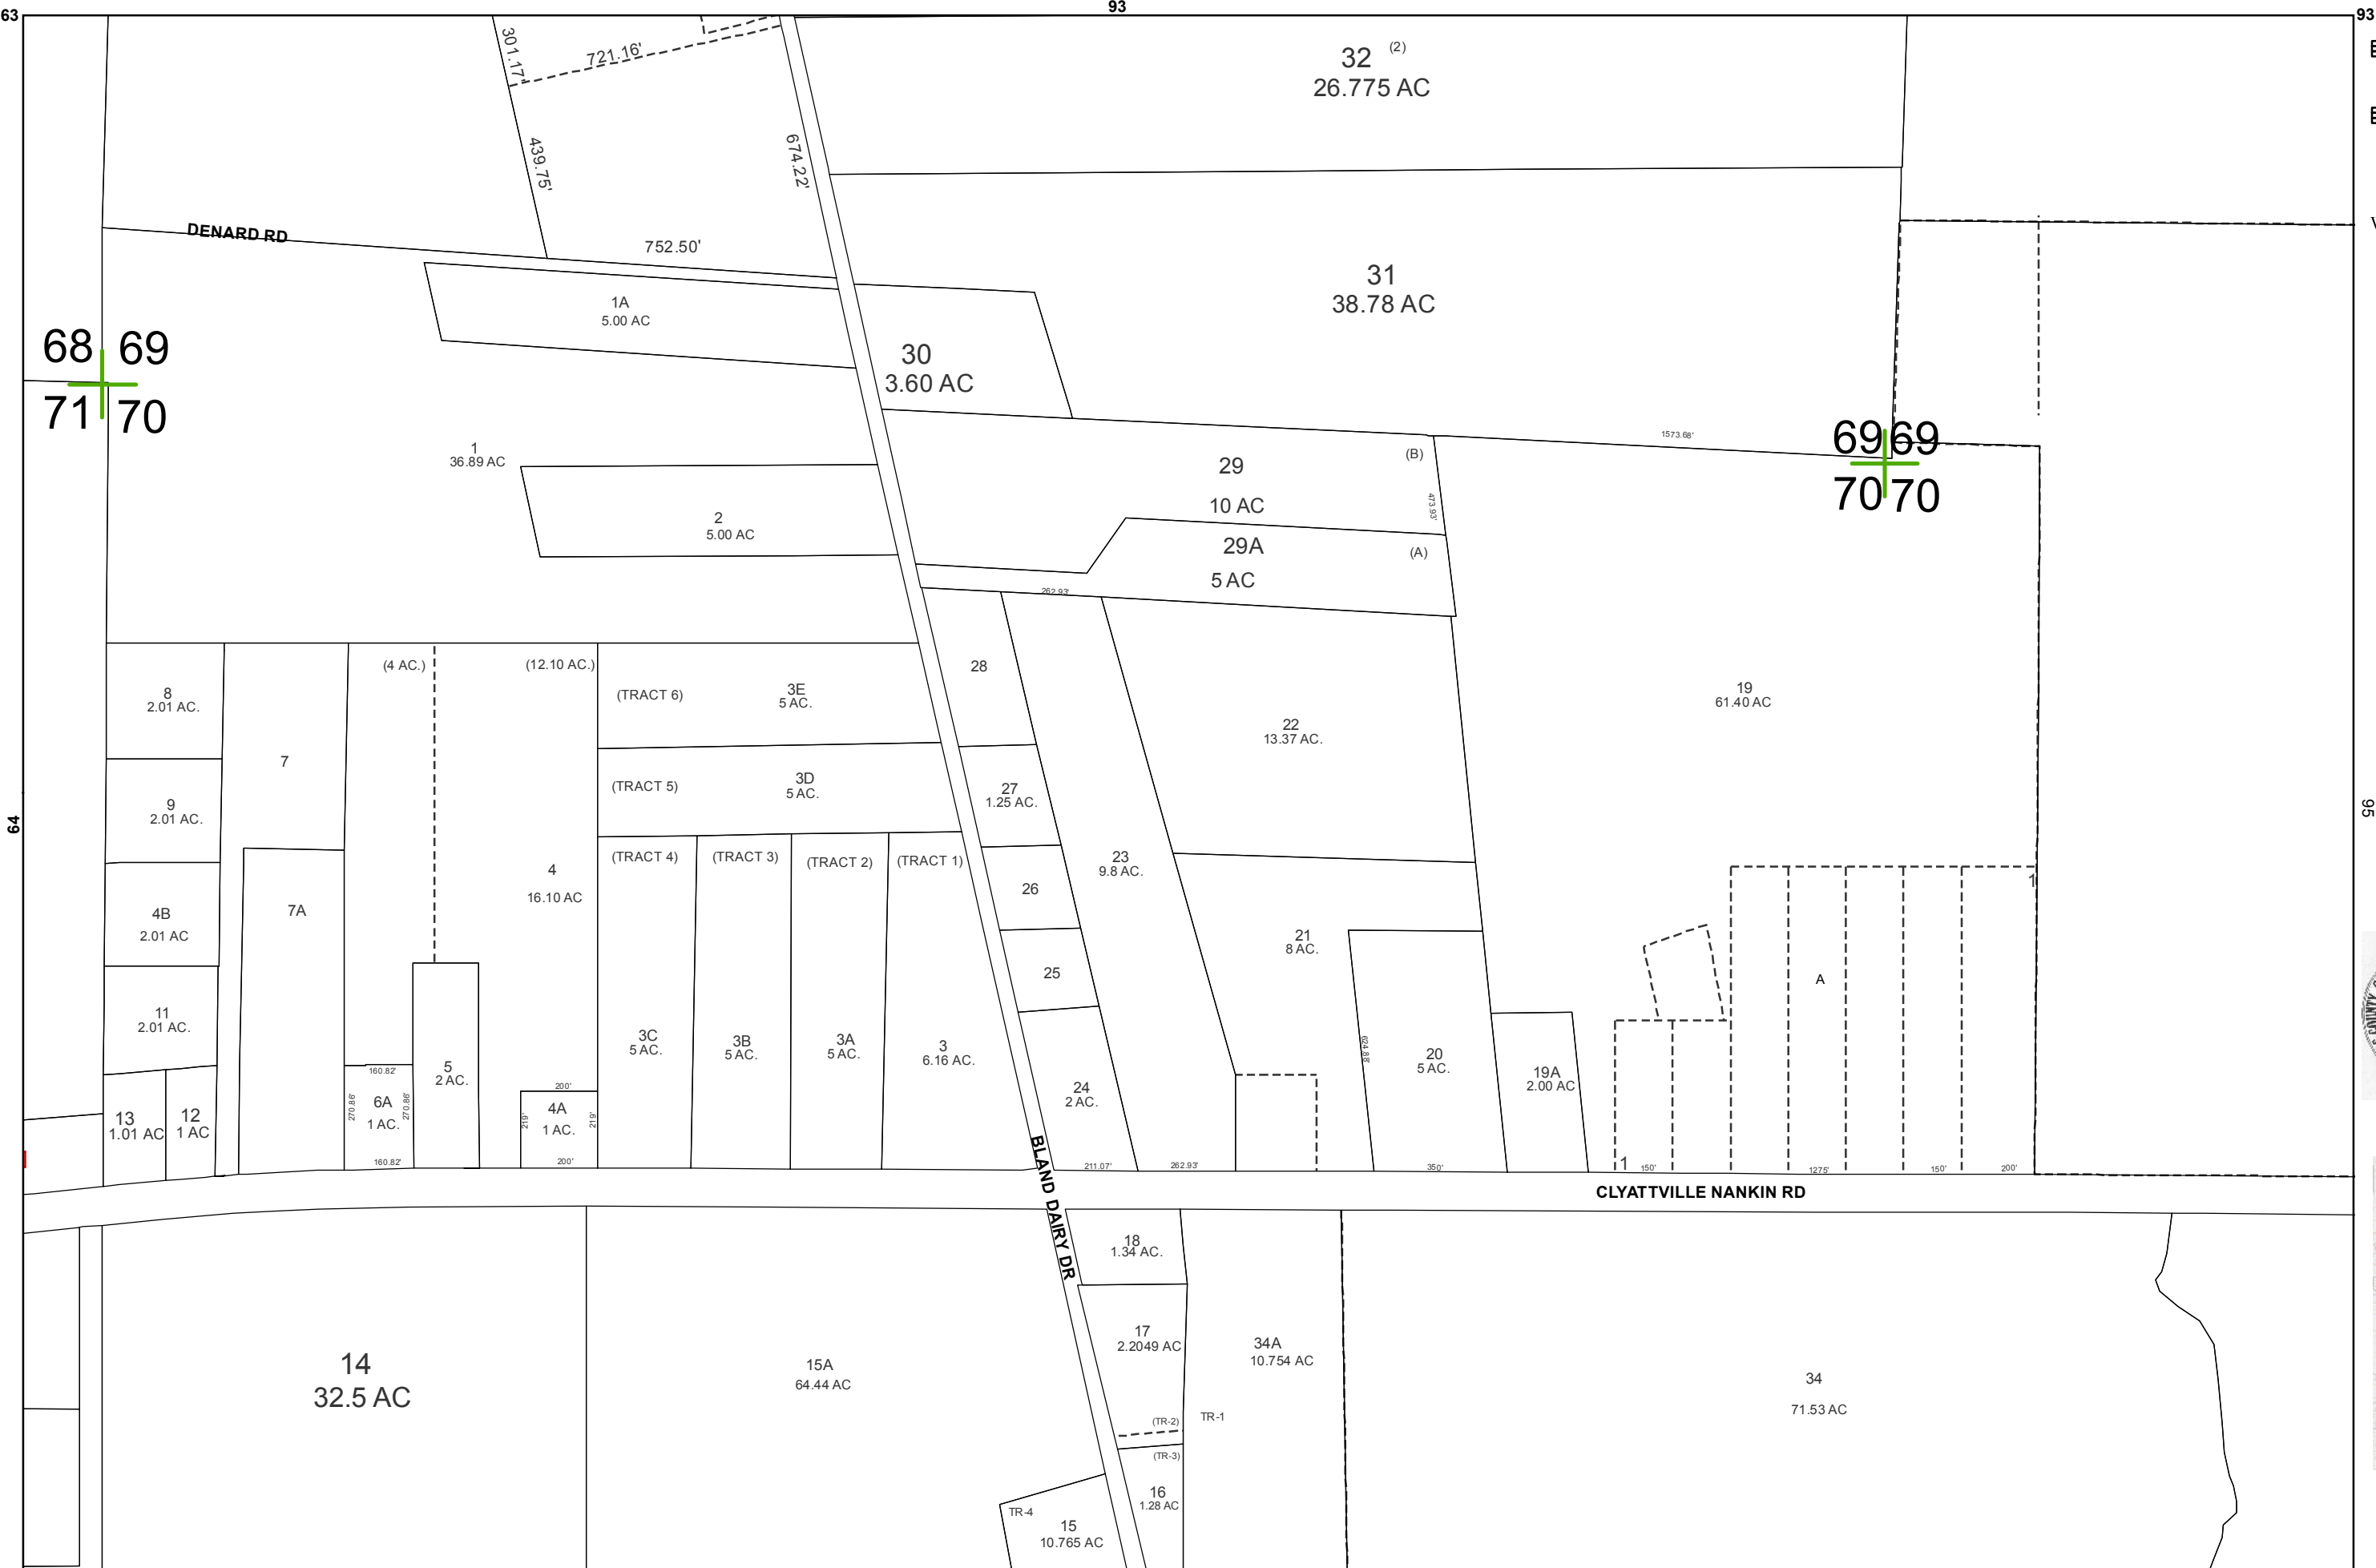 63
93
93
301.17'
721.16'
32 (2)
26.775 AC
439.75'
674.22'
DENARD RD
752.50'
31
38.78 AC
1A
5.00 AC
68 69
71 70
30
3.60 AC
1
36.89 AC
1573.68'
69 69
70 70
29
(B)
10 AC
473.93'
2
5.00 AC
29A
(A)
5 AC
262.93'
(4 AC.)
(12.10 AC.)
28
8
2.01 AC.
(TRACT 6)
3E
5 AC.
19
61.40 AC
22
13.37 AC.
7
(TRACT 5)
3D
5 AC.
27
1.25 AC.
9
2.01 AC.
64
95
(TRACT 4)
(TRACT 3)
(TRACT 2)
(TRACT 1)
23
9.8 AC.
4
16.10 AC
26
1
7A
4B
2.01 AC
21
8 AC.
25
A
11
2.01 AC.
COUNTY
3C
5 AC.
3B
5 AC.
3A
5 AC.
3
6.16 AC.
624.88'
20
5 AC.
19A
2.00 AC
5
2 AC.
160.82'
270.86'
6A
1 AC.
270.86'
160.82'
200'
219'
4A
1 AC.
219'
200'
24
2 AC.
13
1.01 AC
12
1 AC
211.07'
262.93'
350'
1
150'
1275'
150'
200'
BLAND DAIRY DR
CLYATTVILLE NANKIN RD
18
1.34 AC.
17
2.2049 AC
34A
10.754 AC
14
32.5 AC
15A
64.44 AC
34
71.53 AC
(TR-2)
TR-1
(TR-3)
16
1.28 AC
TR-4
15
10.765 AC